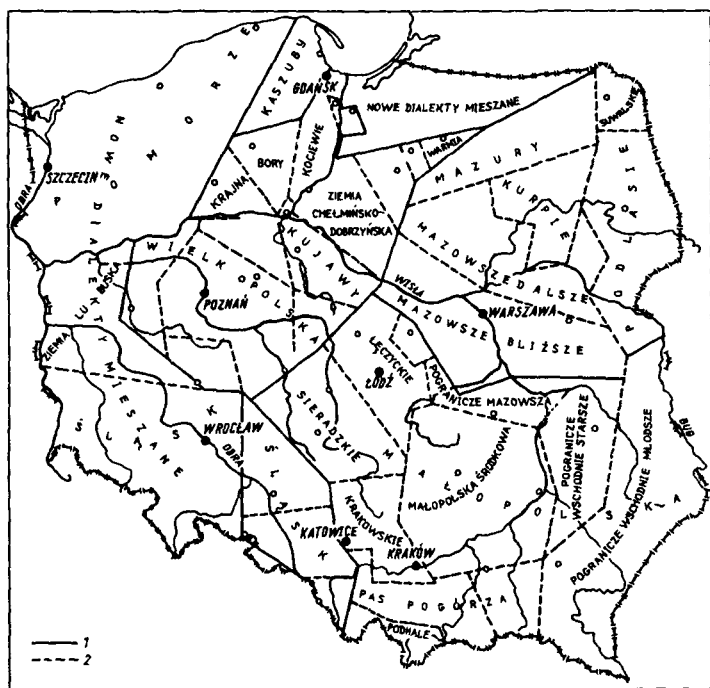 KASZUBY
GDAŃSK
NOWE DIALEKTY MIESZANE
SUWALSKIE
POMORZE
NOWE DIALEKTY MIESZANE
SZCZECIN
ODRA
BORY
KOCIEWIE
KRAJNA
WARMIA
MAZURY
ZIEMIA
CHEŁMIŃSKO-
DOBRZYŃSKA
KURPIE
PODLASIE
WIELKOPOLSKA
KUJAWY
WISŁA
MAZOWSZE DALSZE
ZIEMIA LUBUSKA
POZNAŃ
WARSZAWA
MAZOWSZE BLIŻSZE
ŁĘCZYCKIE
ŁÓDŹ
POGRANICZE MAZOWSZA
SIERADZKIE
WROCŁAW
ODRA
ŚLĄSK
ŚLĄSK
MAŁOPOLSKA
MAŁOPOLSKA ŚRODKOWA
POGRANICZE
WSCHODNIE STARSZE
POGRANICZE WSCHODNIE MŁODSZE
BUG
KRAKOWSKIE
KATOWICE
KRAKÓW
PAS POGÓRZA
PODHALE
1
2